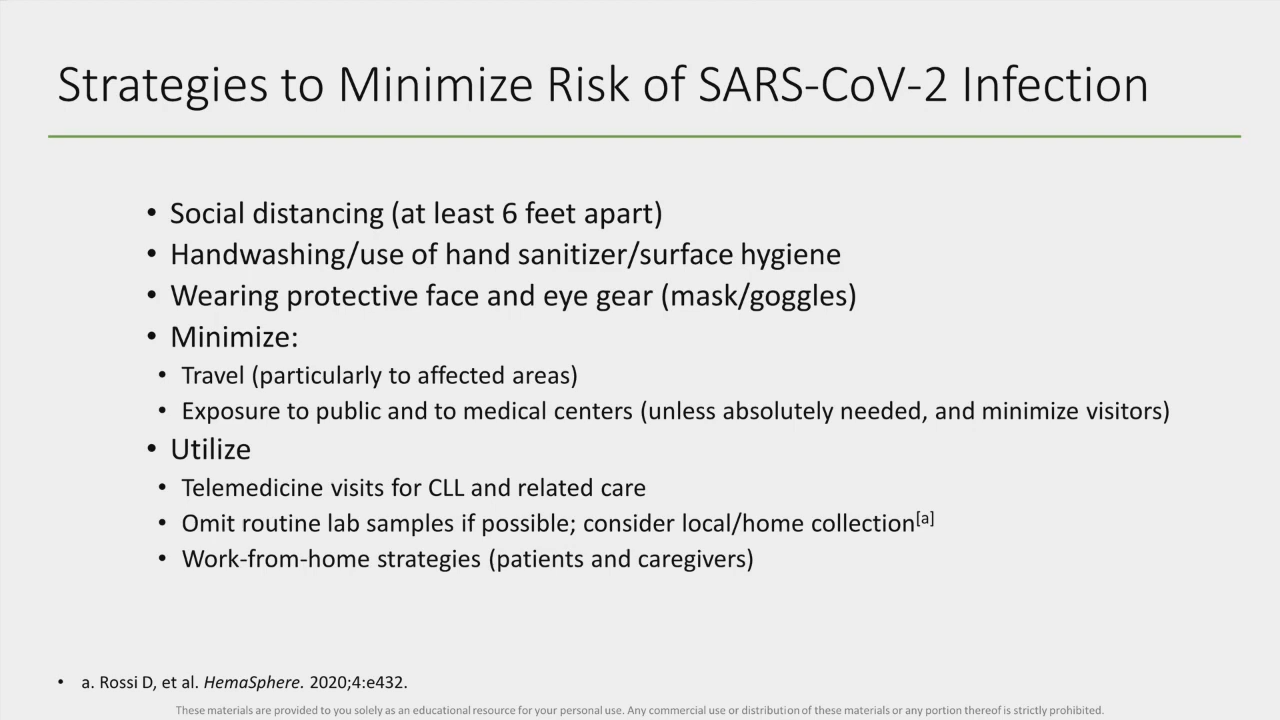 Strategies to Minimize Risk of SARS-CoV-2 Infection
• Social distancing (at least 6 feet apart)
• Handwashing/use of hand sanitizer/surface hygiene
• Wearing protective face and eye gear (mask/goggles)
• Minimize:
• Travel (particularly to affected areas)
• Exposure to public and to medical centers (unless absolutely needed, and minimize visitors)
• Utilize
• Telemedicine visits for CLL and related care
• Omit routine lab samples if possible; consider local/home collection[a]
• Work-from-home strategies (patients and caregivers)
• a. Rossi D, et al. HemaSphere. 2020;4:e432.
These materials are provided to you solely as an educational resource for your personal use. Any commercial use or distribution of these materials or any portion thereof is strictly prohibited.